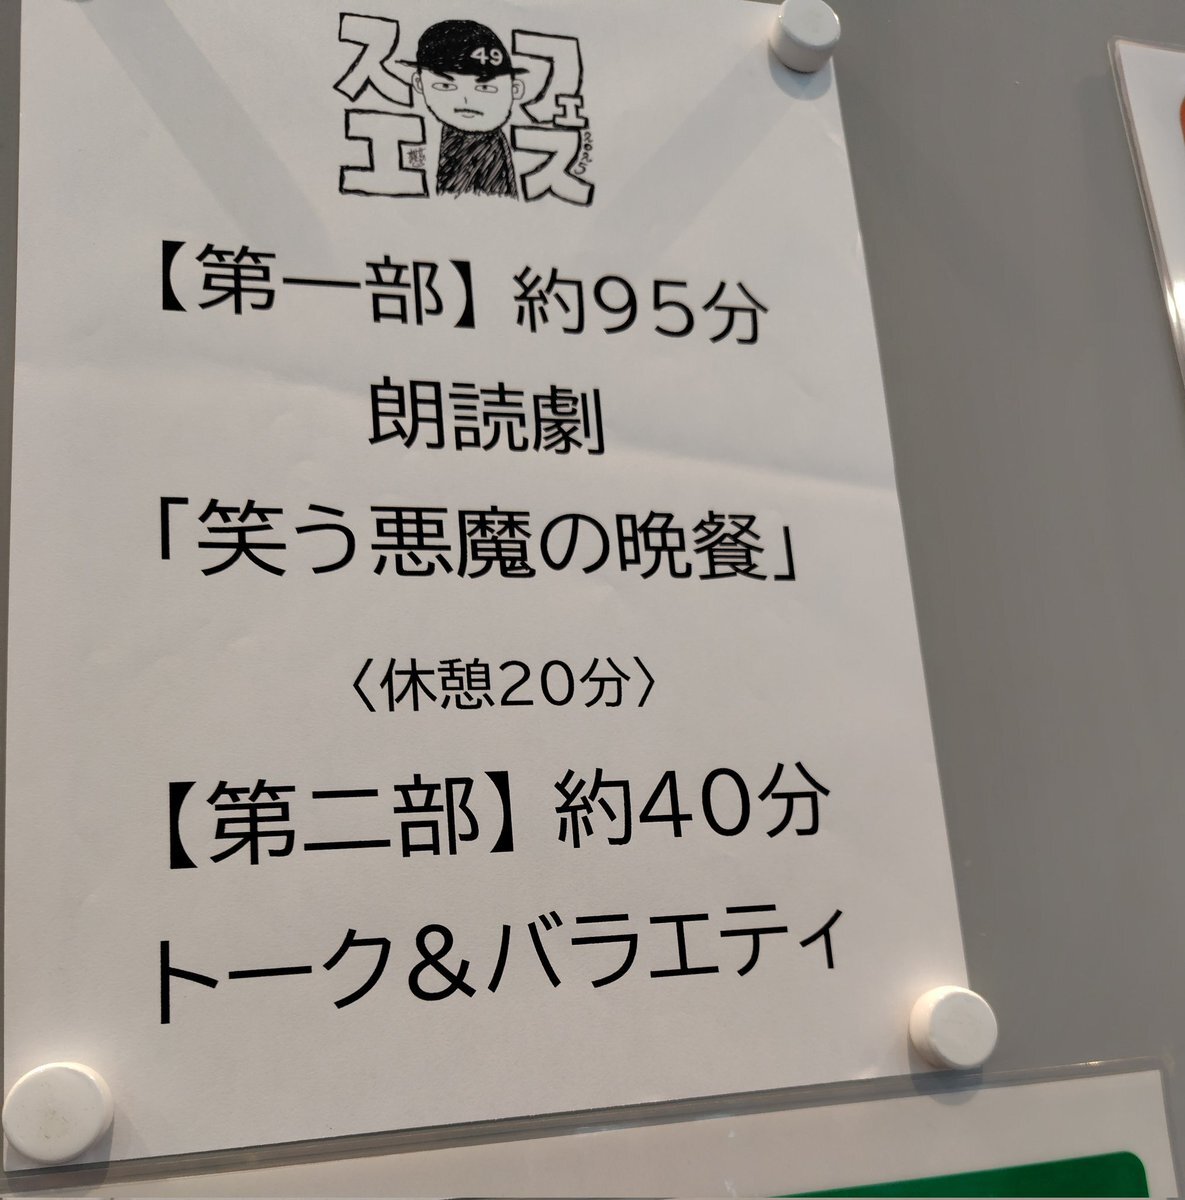 スエフェス
49
2025
【第一部】約95分
朗読劇
「笑う悪魔の晩餐」
〈休憩20分〉
【第二部】約40分
トーク&バラエティ